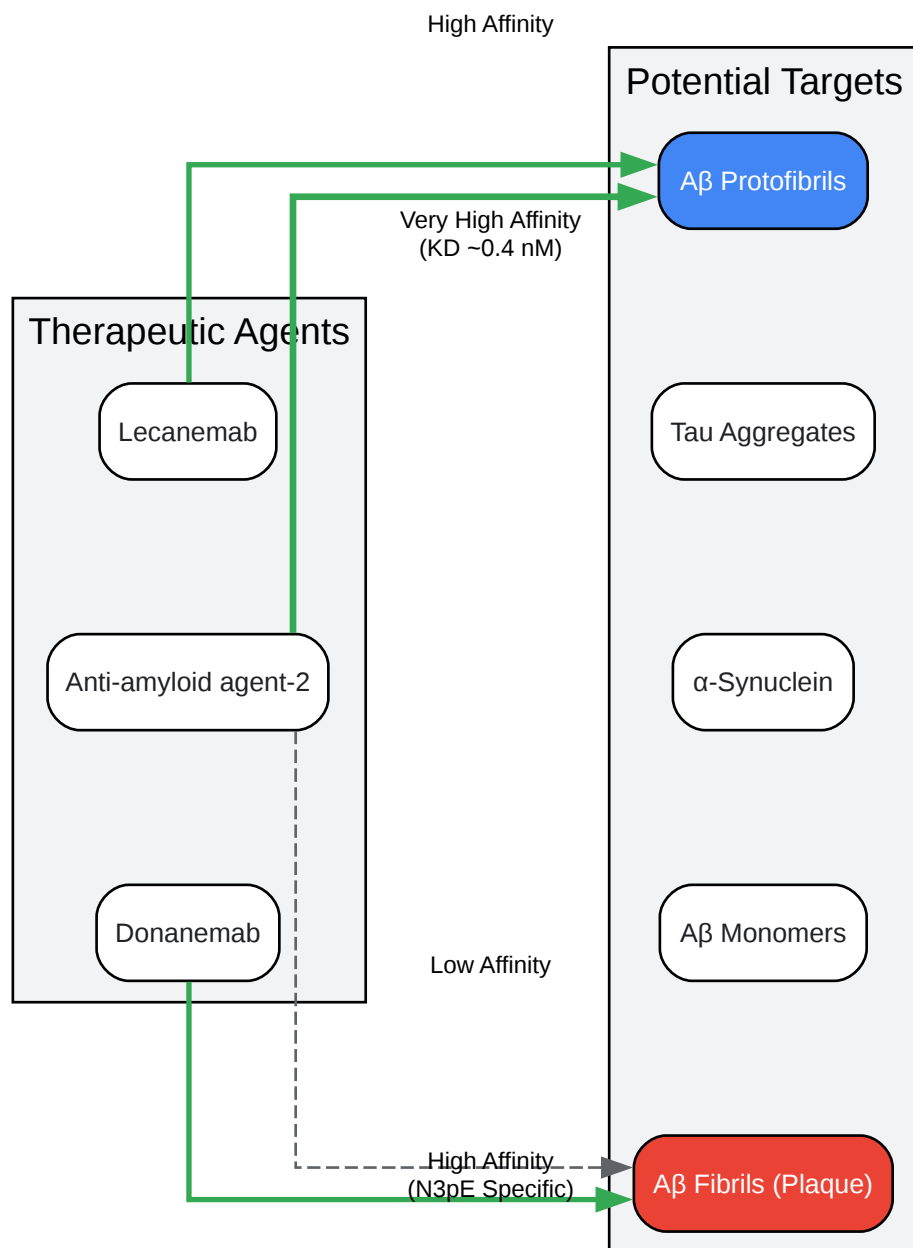 High Affinity
Potential Targets
Aβ Protofibrils
Very High Affinity
(KD ~0.4 nM)
Therapeutic Agents
Lecanemab
Tau Aggregates
Anti-amyloid agent-2
α-Synuclein
Donanemab
Aβ Monomers
Low Affinity
High Affinity
(N3pE Specific)
Aβ Fibrils (Plaque)